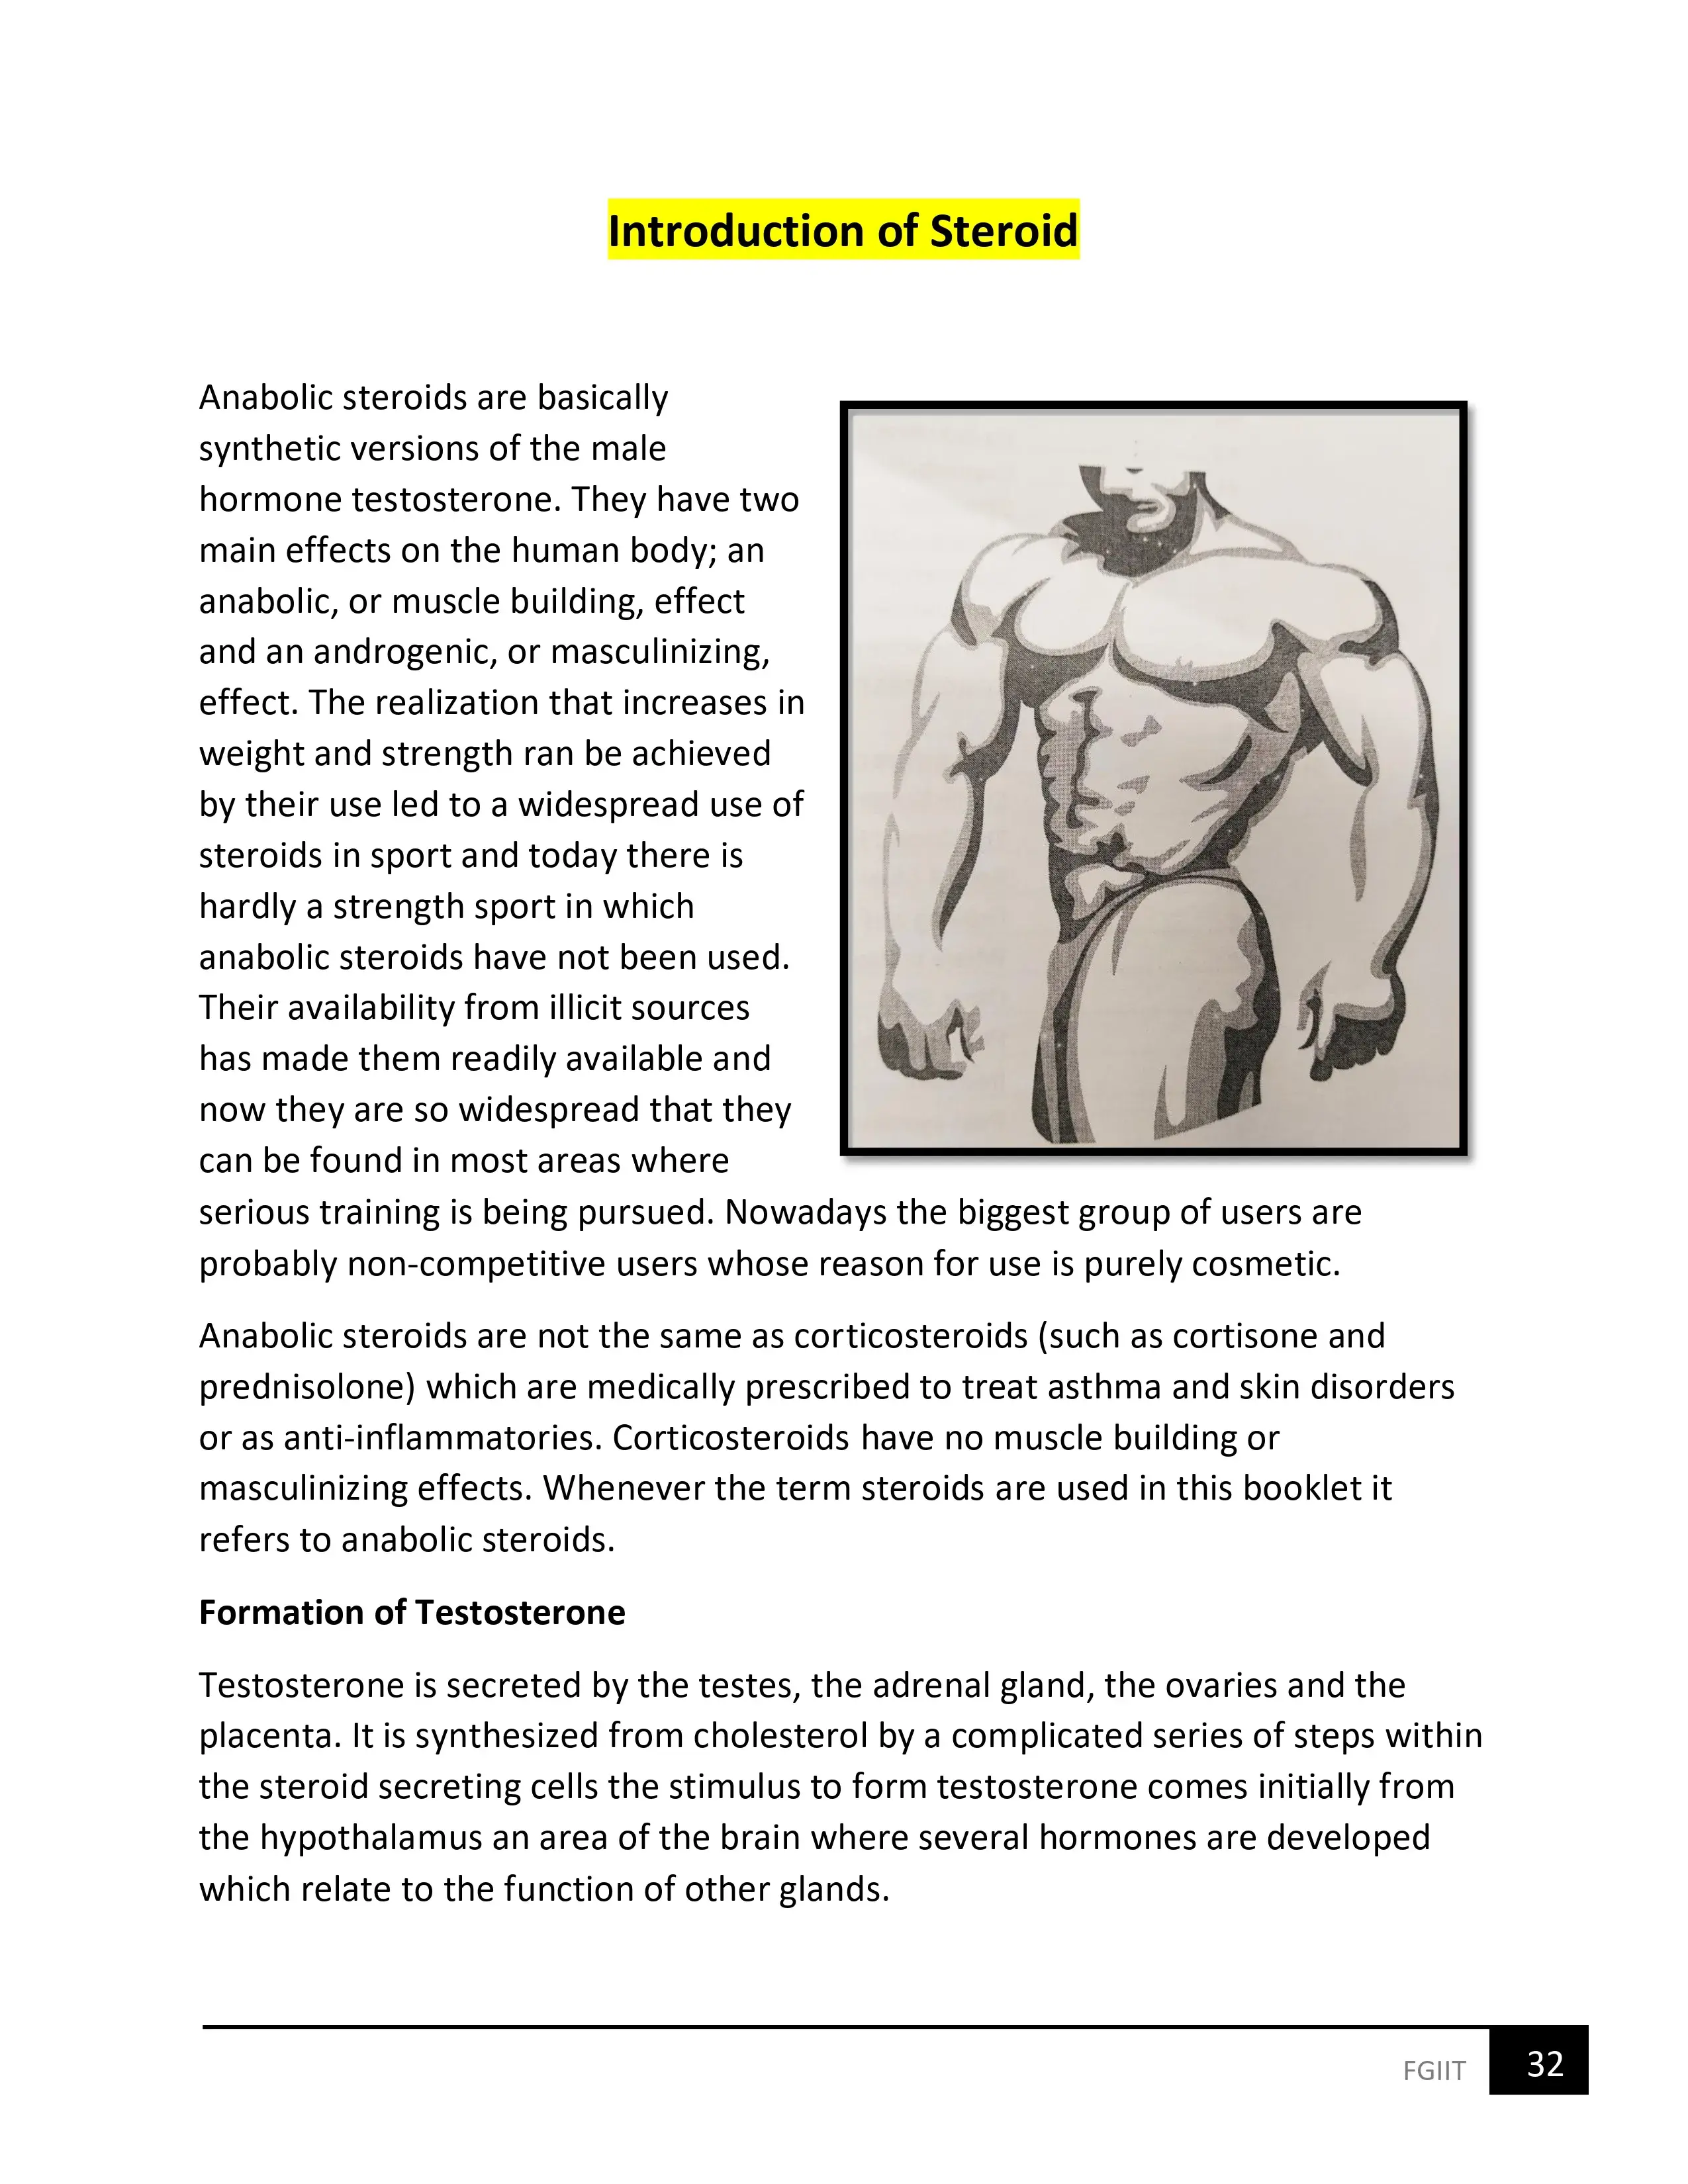 Introduction of Steroid
Anabolic steroids are basically
synthetic versions of the male
hormone testosterone. They have two
main effects on the human body; an
anabolic, or muscle building, effect
and an androgenic, or masculinizing,
effect. The realization that increases in
weight and strength ran be achieved
by their use led to a widespread use of
steroids in sport and today there is
hardly a strength sport in which
anabolic steroids have not been used.
Their availability from illicit sources
has made them readily available and
now they are so widespread that they
can be found in most areas where
serious training is being pursued. Nowadays the biggest group of users are
probably non-competitive users whose reason for use is purely cosmetic.
Anabolic steroids are not the same as corticosteroids (such as cortisone and
prednisolone) which are medically prescribed to treat asthma and skin disorders
or as anti-inflammatories. Corticosteroids have no muscle building or
masculinizing effects. Whenever the term steroids are used in this booklet it
refers to anabolic steroids.
Formation of Testosterone
Testosterone is secreted by the testes, the adrenal gland, the ovaries and the
placenta. It is synthesized from cholesterol by a complicated series of steps within
the steroid secreting cells the stimulus to form testosterone comes initially from
the hypothalamus an area of the brain where several hormones are developed
which relate to the function of other glands.
FGIIT 32